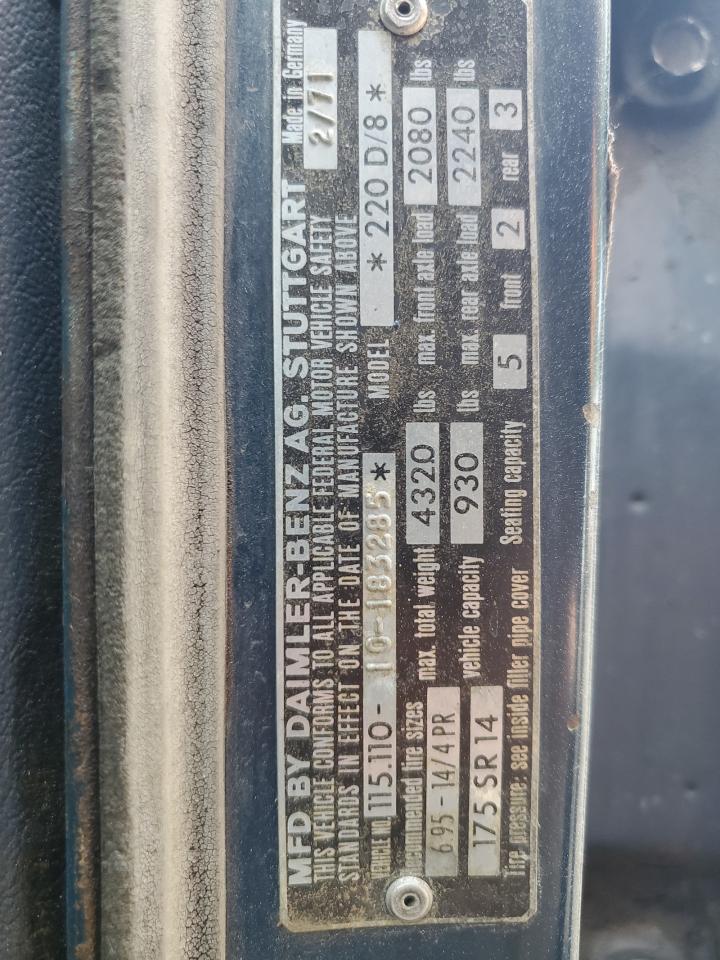 MFD BY DAIMLER-BENZ AG. STUTTGART Made in Germany
THIS VEHICLE CONFORMS TO ALL APPLICABLE FEDERAL MOTOR VEHICLE SAFETY 2/71
STANDARDS IN EFFECT ON THE DATE OF MANUFACTURE SHOWN ABOVE
VEHICLE NO. 115.110- 10-183285* MODEL * 220 D/8 *
recommended tire sizes max. total weight 4320 lbs max. front axle load 2080 lbs
6 95-14/4 PR
vehicle capacity 930 lbs max. rear axle load 2240 lbs
175 SR 14
Tire pressure: see inside filler pipe cover Seating capacity 5 front 2 rear 3